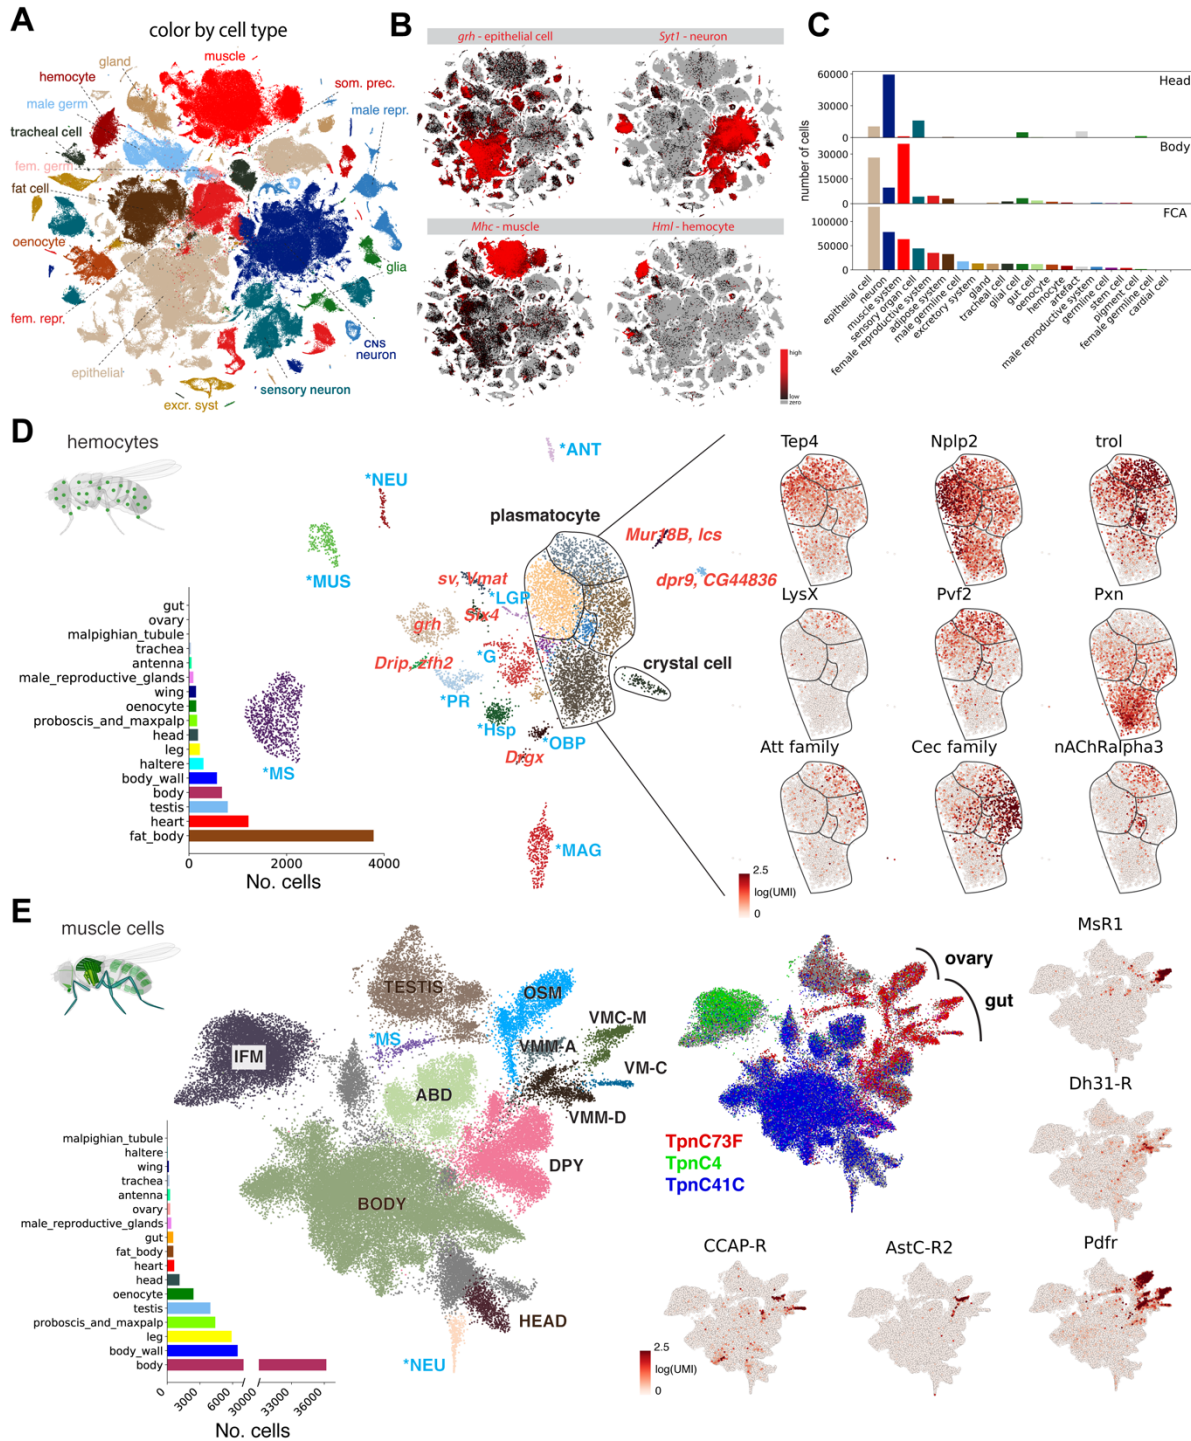 A
color by cell type
muscle
gland
hemocyte
som. prec.
male germ
male repr.
tracheal cell
fem. germ
fat cell
oenocyte
glia
fem. repr.
CNS
neuron
epithelial
sensory neuron
excr. syst
B
grh - epithelial cell
Syt1 - neuron
Mhc - muscle
Hml - hemocyte
high
low
zero
C
number of cells
60000
30000
0
Head
30000
15000
0
Body
100000
50000
0
FCA
epithelial cell
neuron
muscle system
sensory organ cell
female reproductive system
adipose system
male germline cell
excretory system
gland
tracheal cell
glial cell
gut cell
oenocyte
hemocyte
artefact
male reproductive system
germline cell
stem cell
pigment cell
female germline cell
cardial cell
D
hemocytes
*ANT
*NEU
plasmatocyte
Mur18B, lcs
*MUS
sv, Vmat
dpr9, CG44836
*LGP
Six4
grh
*G
Drip, zfh2
crystal cell
*PR
*Hsp
*OBP
Drgx
*MS
*MAG
gut
ovary
malpighian_tubule
trachea
antenna
male_reproductive_glands
wing
oenocyte
proboscis_and_maxpalp
head
leg
haltere
body_wall
body
testis
heart
fat_body
0 2000 4000
No. cells
Tep4 Nplp2 trol
LysX Pvf2 Pxn
Att family Cec family nAChRalpha3
2.5
log(UMI)
0
E
muscle cells
TESTIS
OSM
*MS
VMC-M
IFM
VMM-A
VM-C
ABD
VMM-D
DPY
BODY
HEAD
*NEU
malpighian_tubule
haltere
wing
trachea
antenna
ovary
male_reproductive_glands
gut
fat_body
heart
head
oenocyte
testis
proboscis_and_maxpalp
leg
body_wall
body
0 3000 6000 30000 33000 36000
No. cells
ovary
gut
TpnC73F
TpnC4
TpnC41C
MsR1
Dh31-R
CCAP-R AstC-R2 Pdfr
2.5
log(UMI)
0